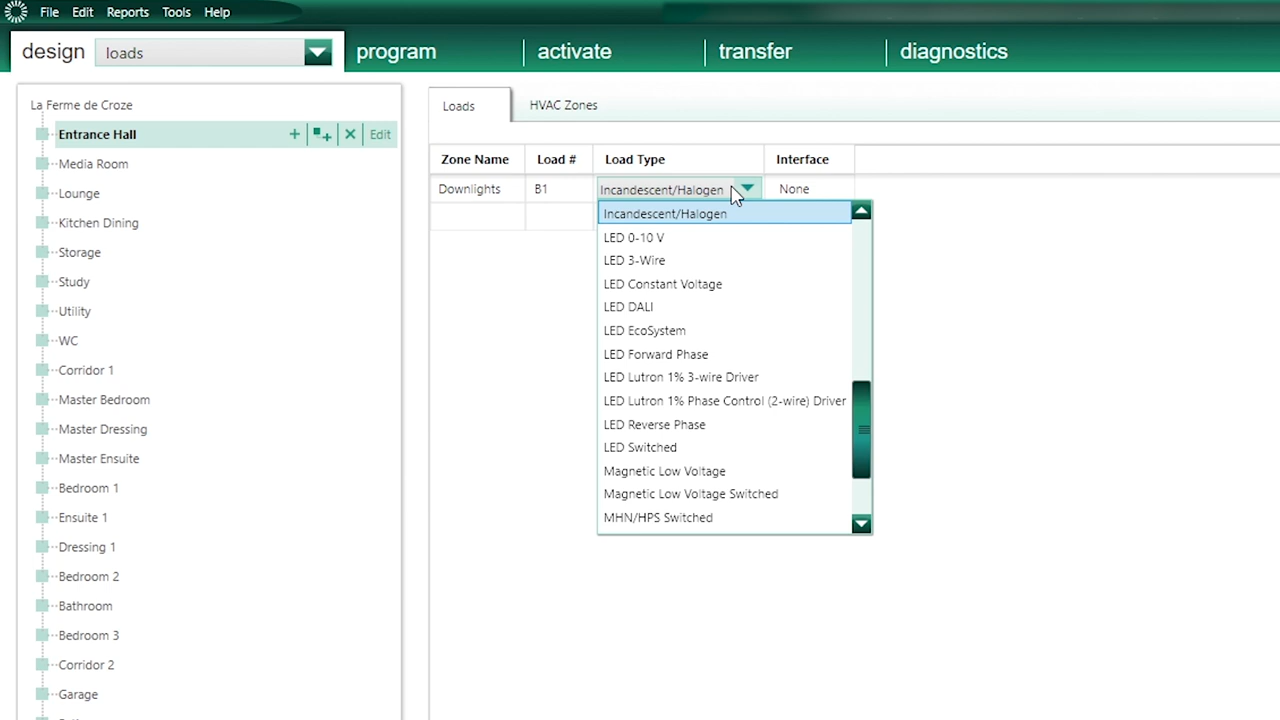 File Edit Reports Tools Help
design loads program activate transfer diagnostics
La Ferme de Croze
Entrance Hall Edit
Media Room
Lounge
Kitchen Dining
Storage
Study
Utility
WC
Corridor 1
Master Bedroom
Master Dressing
Master Ensuite
Bedroom 1
Ensuite 1
Dressing 1
Bedroom 2
Bathroom
Bedroom 3
Corridor 2
Garage
Loads HVAC Zones
Zone Name Load # Load Type Interface
Downlights B1 Incandescent/Halogen None
Incandescent/Halogen
LED 0-10 V
LED 3-Wire
LED Constant Voltage
LED DALI
LED EcoSystem
LED Forward Phase
LED Lutron 1% 3-wire Driver
LED Lutron 1% Phase Control (2-wire) Driver
LED Reverse Phase
LED Switched
Magnetic Low Voltage
Magnetic Low Voltage Switched
MHN/HPS Switched